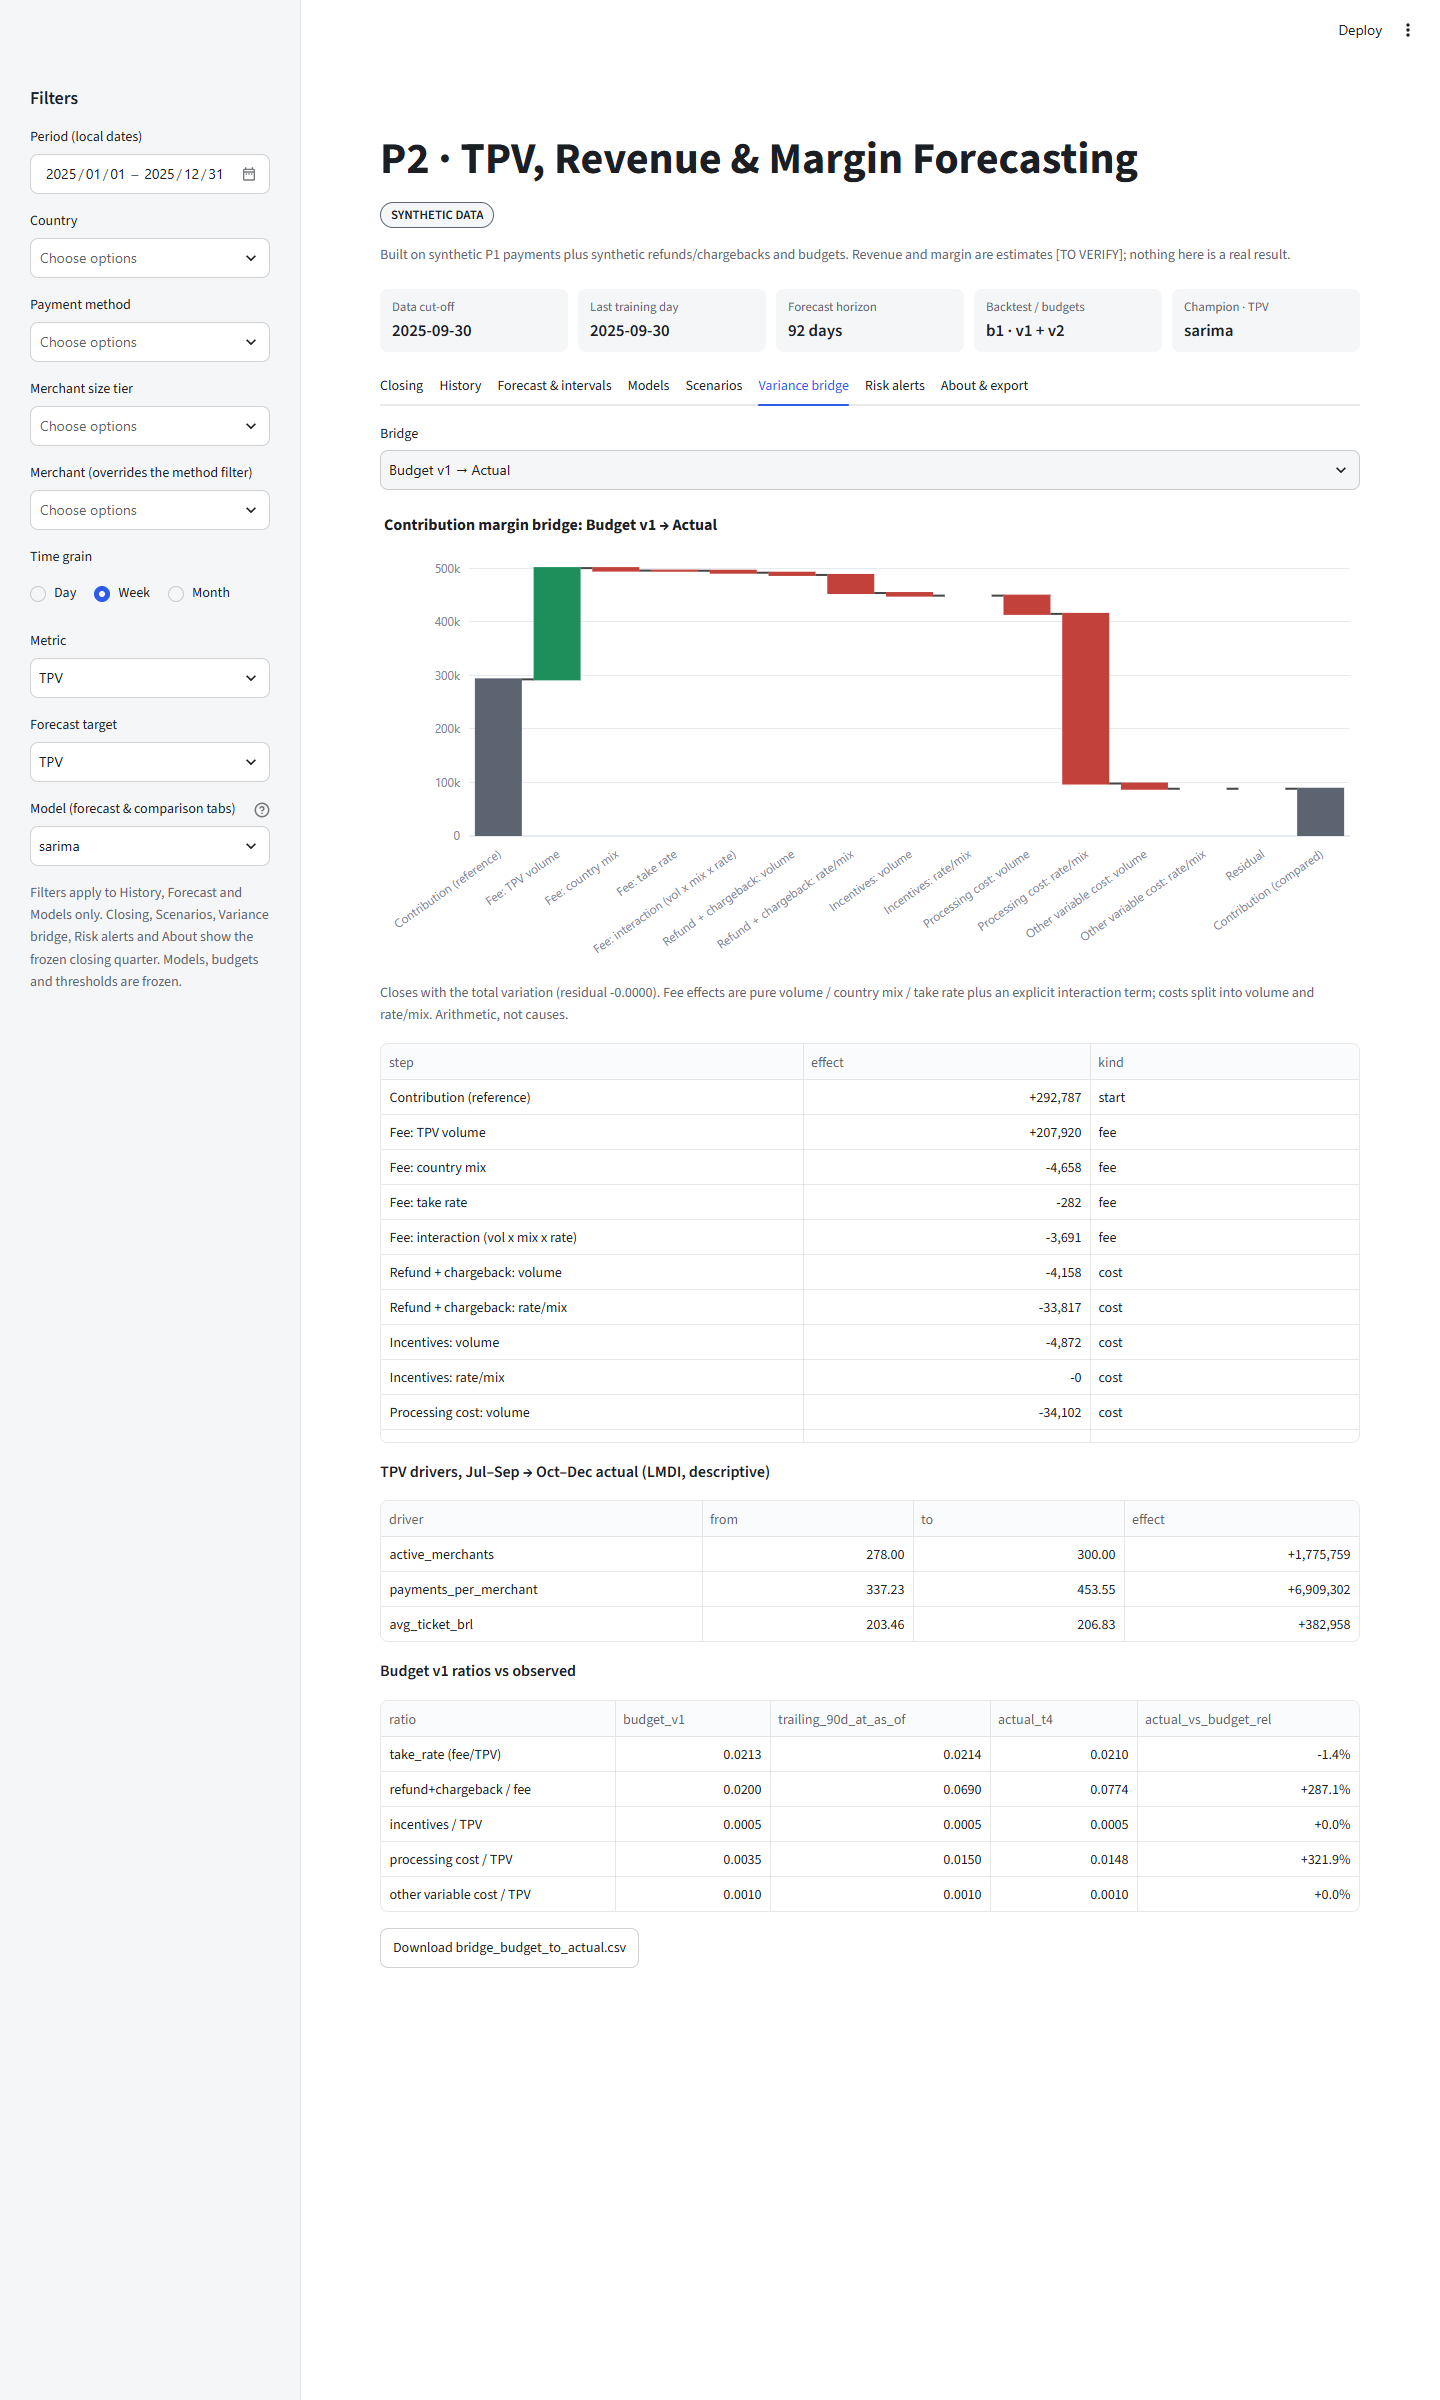 Deploy
Filters
Period (local dates)
2025/01/01 – 2025/12/31
Country
Choose options
Payment method
Choose options
Merchant size tier
Choose options
Merchant (overrides the method filter)
Choose options
Time grain
Day Week Month
Metric
TPV
Forecast target
TPV
Model (forecast & comparison tabs)
sarima
Filters apply to History, Forecast and
Models only. Closing, Scenarios, Variance
bridge, Risk alerts and About show the
frozen closing quarter. Models, budgets
and thresholds are frozen.
P2 · TPV, Revenue & Margin Forecasting
SYNTHETIC DATA
Built on synthetic P1 payments plus synthetic refunds/chargebacks and budgets. Revenue and margin are estimates [TO VERIFY]; nothing here is a real result.
Data cut-off
2025-09-30
Last training day
2025-09-30
Forecast horizon
92 days
Backtest / budgets
b1 · v1 + v2
Champion · TPV
sarima
Closing History Forecast & intervals Models Scenarios Variance bridge Risk alerts About & export
Bridge
Budget v1 → Actual
Contribution margin bridge: Budget v1 → Actual
500k
400k
300k
200k
100k
0
Contribution (reference)
Fee: TPV volume
Fee: country mix
Fee: take rate
Fee: interaction (vol x mix x rate)
Refund + chargeback: volume
Refund + chargeback: rate/mix
Incentives: volume
Incentives: rate/mix
Processing cost: volume
Processing cost: rate/mix
Other variable cost: volume
Other variable cost: rate/mix
Residual
Contribution (compared)
Closes with the total variation (residual -0.0000). Fee effects are pure volume / country mix / take rate plus an explicit interaction term; costs split into volume and
rate/mix. Arithmetic, not causes.
step effect kind
Contribution (reference) +292,787 start
Fee: TPV volume +207,920 fee
Fee: country mix -4,658 fee
Fee: take rate -282 fee
Fee: interaction (vol x mix x rate) -3,691 fee
Refund + chargeback: volume -4,158 cost
Refund + chargeback: rate/mix -33,817 cost
Incentives: volume -4,872 cost
Incentives: rate/mix -0 cost
Processing cost: volume -34,102 cost
TPV drivers, Jul–Sep → Oct–Dec actual (LMDI, descriptive)
driver from to effect
active_merchants 278.00 300.00 +1,775,759
payments_per_merchant 337.23 453.55 +6,909,302
avg_ticket_brl 203.46 206.83 +382,958
Budget v1 ratios vs observed
ratio budget_v1 trailing_90d_at_as_of actual_t4 actual_vs_budget_rel
take_rate (fee/TPV) 0.0213 0.0214 0.0210 -1.4%
refund+chargeback / fee 0.0200 0.0690 0.0774 +287.1%
incentives / TPV 0.0005 0.0005 0.0005 +0.0%
processing cost / TPV 0.0035 0.0150 0.0148 +321.9%
other variable cost / TPV 0.0010 0.0010 0.0010 +0.0%
Download bridge_budget_to_actual.csv